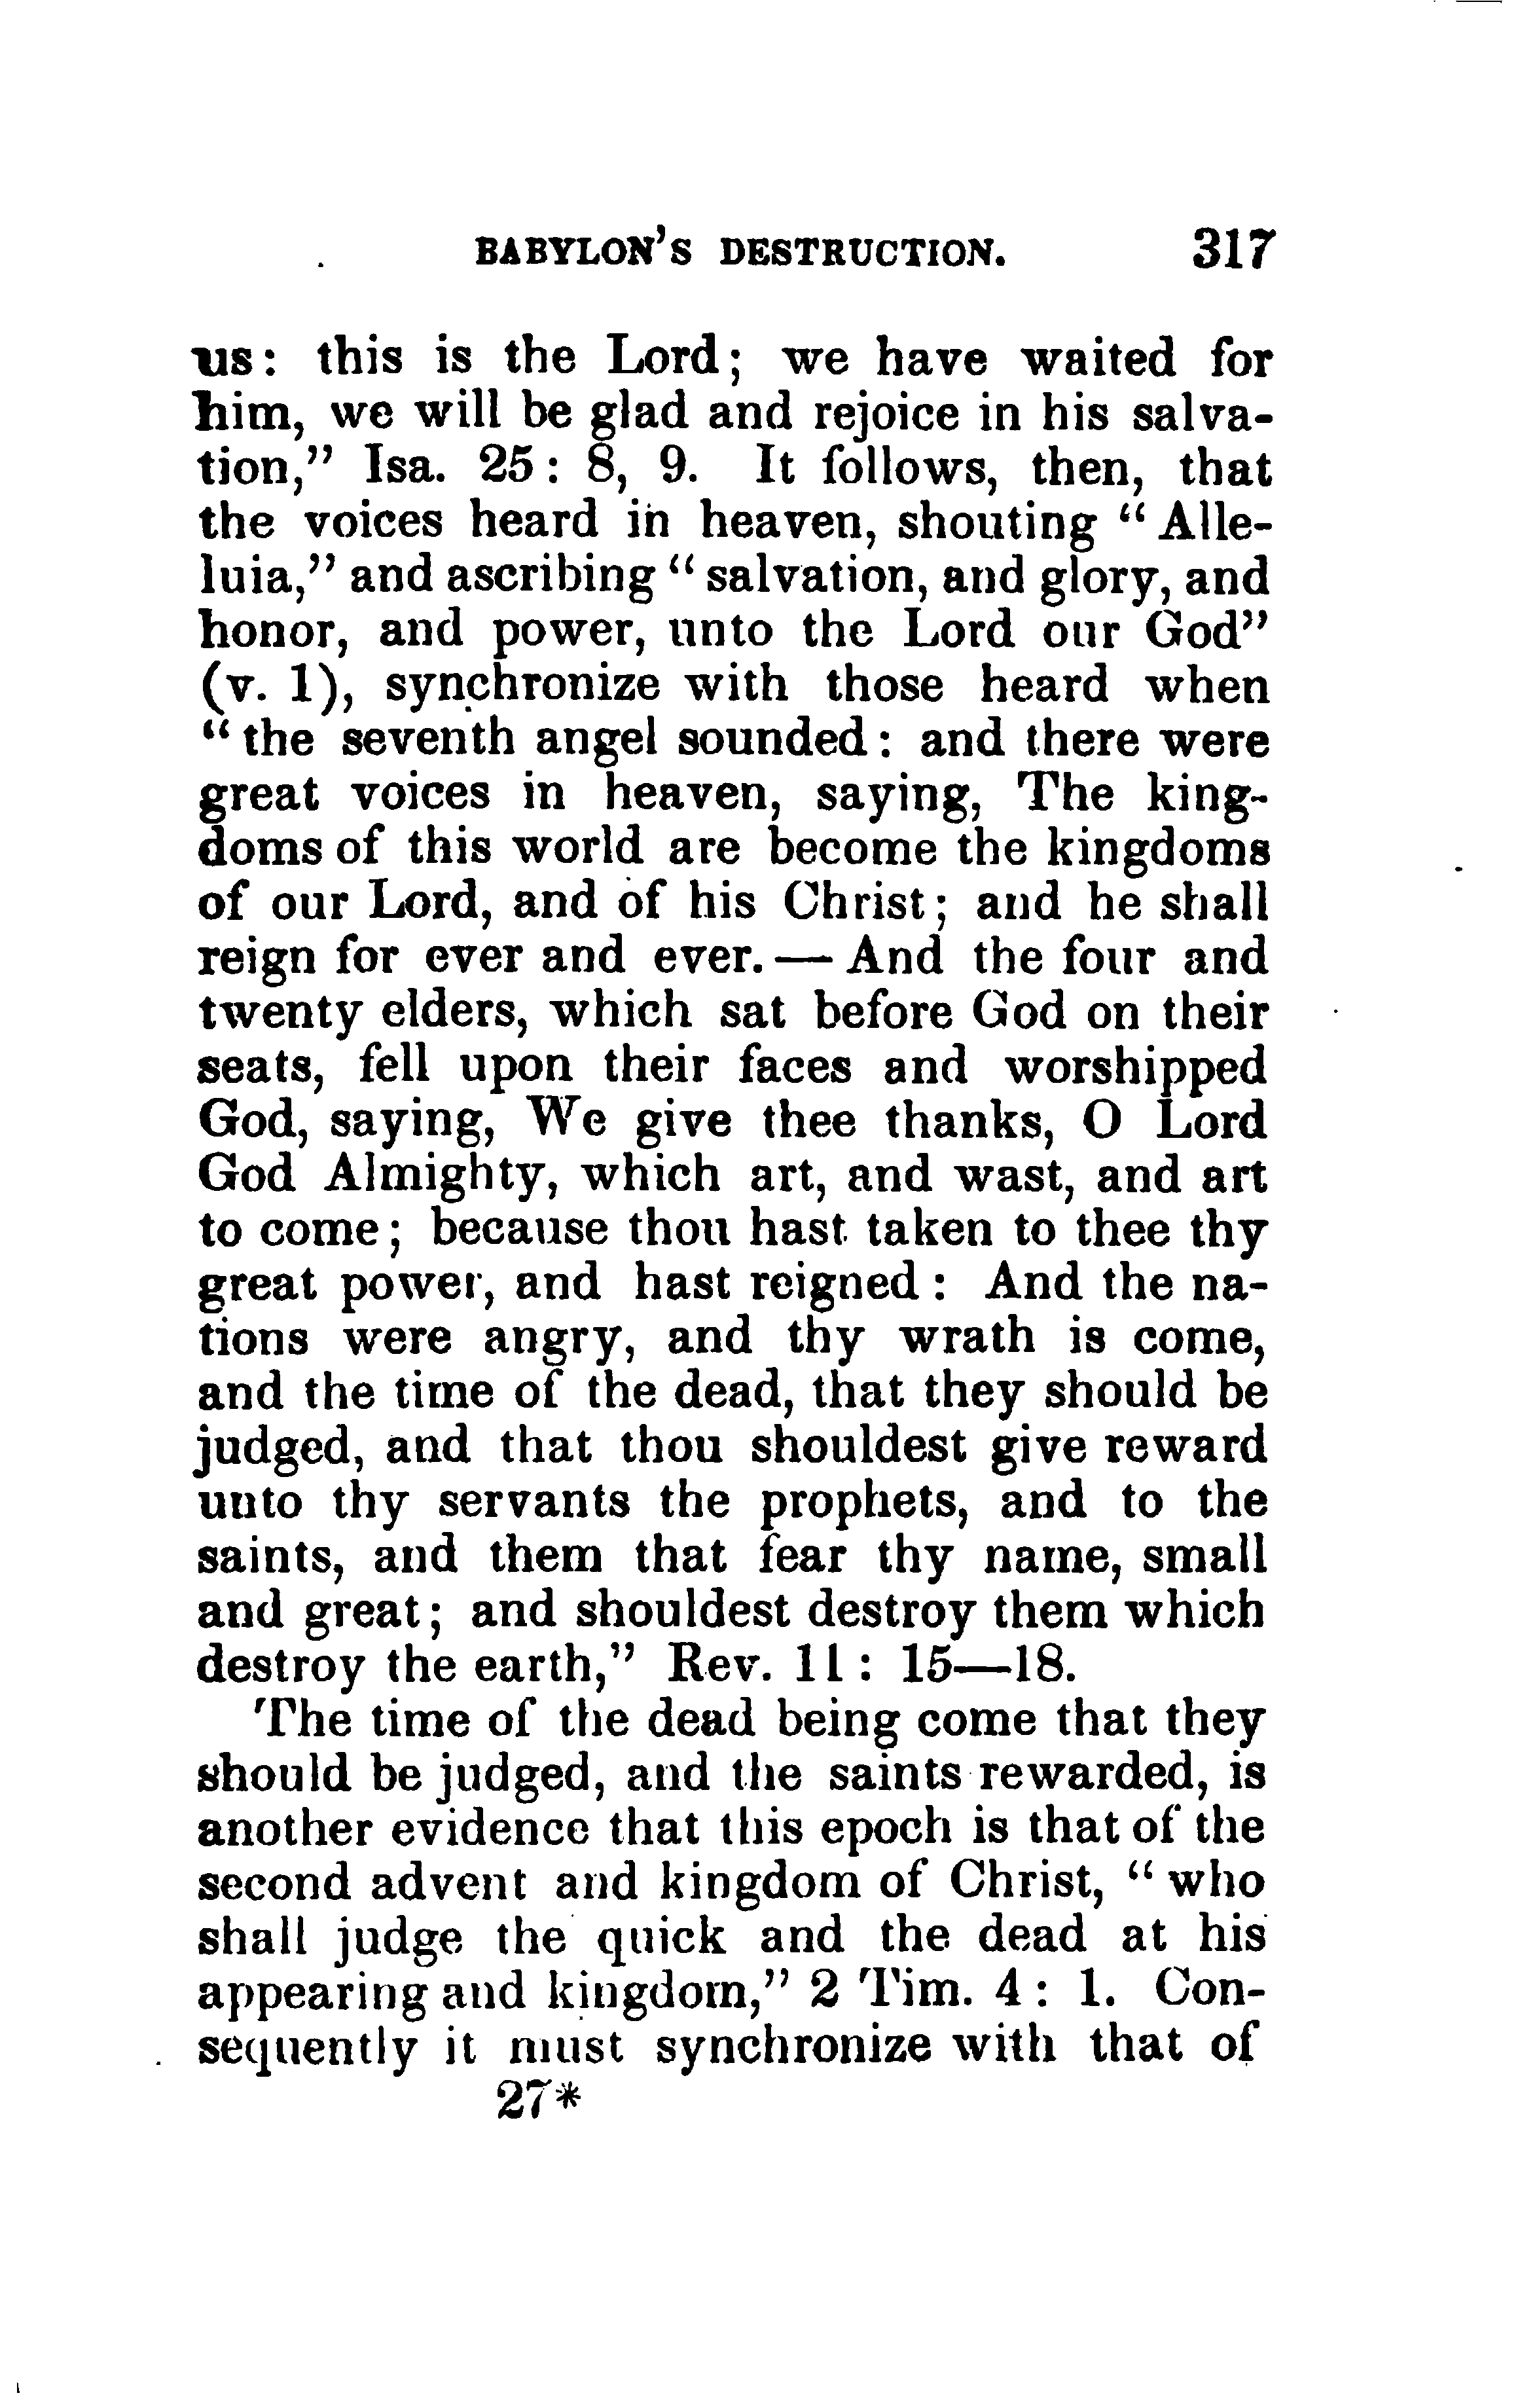 BABYLON'S DESTRUCTION. 317
us: this is the Lord; we have waited for
him, we will be glad and rejoice in his salva-
tion,” Isa. 25: 8, 9. It follows, then, that
the voices heard in heaven, shouting “Alle-
luia,” and ascribing “salvation, and glory, and
honor, and power, unto the Lord our God”
(v. 1), synchronize with those heard when
“the seventh angel sounded: and there were
great voices in heaven, saying, The king-
doms of this world are become the kingdoms
of our Lord, and of his Christ; and he shall
reign for ever and ever.—And the four and
twenty elders, which sat before God on their
seats, fell upon their faces and worshipped
God, saying, We give thee thanks, O Lord
God Almighty, which art, and wast, and art
to come; because thou hast taken to thee thy
great power, and hast reigned: And the na-
tions were angry, and thy wrath is come,
and the time of the dead, that they should be
judged, and that thou shouldest give reward
unto thy servants the prophets, and to the
saints, and them that fear thy name, small
and great; and shouldest destroy them which
destroy the earth,” Rev. 11: 15—18.
The time of the dead being come that they
should be judged, and the saints rewarded, is
another evidence that this epoch is that of the
second advent and kingdom of Christ, “who
shall judge the quick and the dead at his
appearing and kingdom,” 2 Tim. 4: 1. Con-
sequently it must synchronize with that of
27*